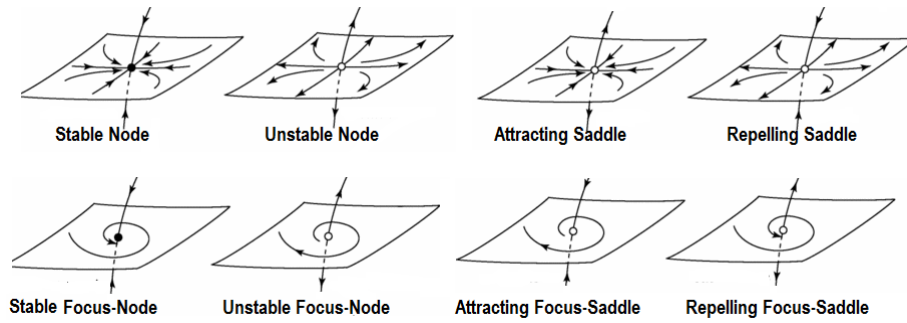 Stable Node
Unstable Node
Attracting Saddle
Repelling Saddle
Stable Focus-Node
Unstable Focus-Node
Attracting Focus-Saddle
Repelling Focus-Saddle